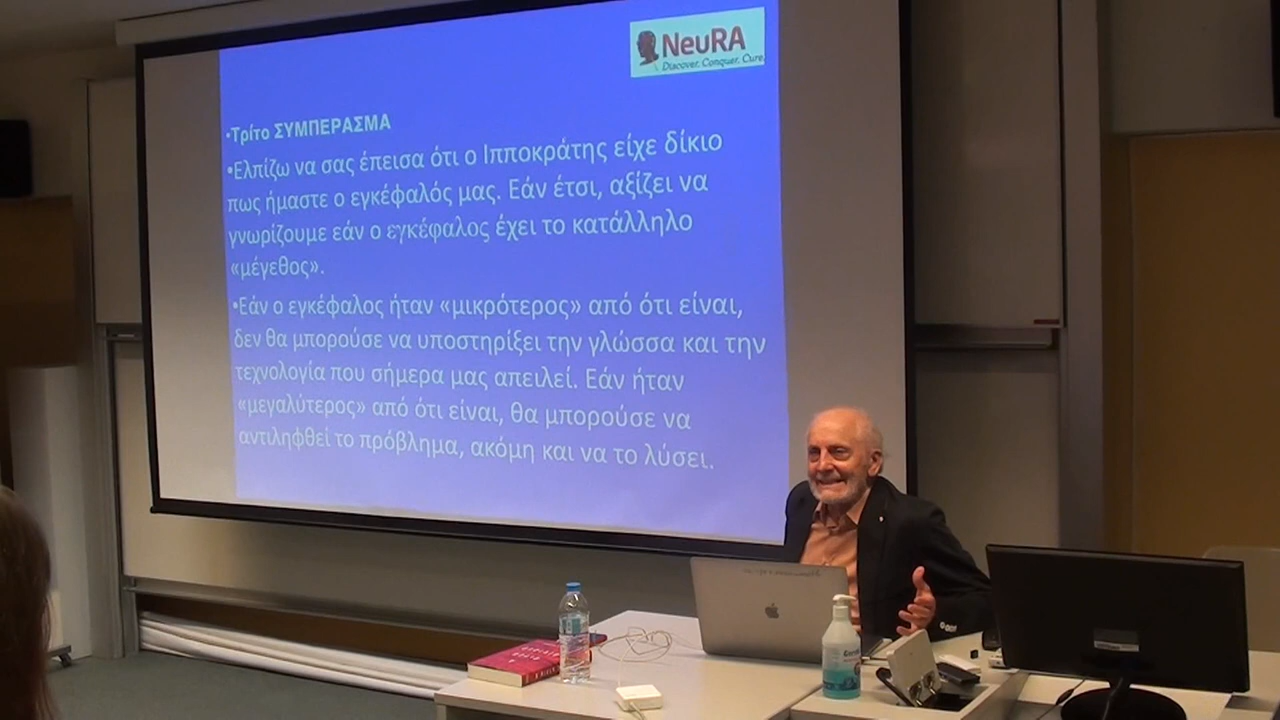 NeuRA
Discover. Conquer. Cure.
•Τρίτο ΣΥΜΠΕΡΑΣΜΑ
•Ελπίζω να σας έπεισα ότι ο Ιπποκράτης είχε δίκιο
πως ήμαστε ο εγκέφαλός μας. Εάν έτσι, αξίζει να
γνωρίζουμε εάν ο εγκέφαλος έχει το κατάλληλο
«μέγεθος».
•Εάν ο εγκέφαλος ήταν «μικρότερος» από ότι είναι,
δεν θα μπορούσε να υποστηρίξει την γλώσσα και την
τεχνολογία που σήμερα μας απειλεί. Εάν ήταν
«μεγαλύτερος» από ότι είναι, θα μπορούσε να
αντιληφθεί το πρόβλημα, ακόμη και να το λύσει.